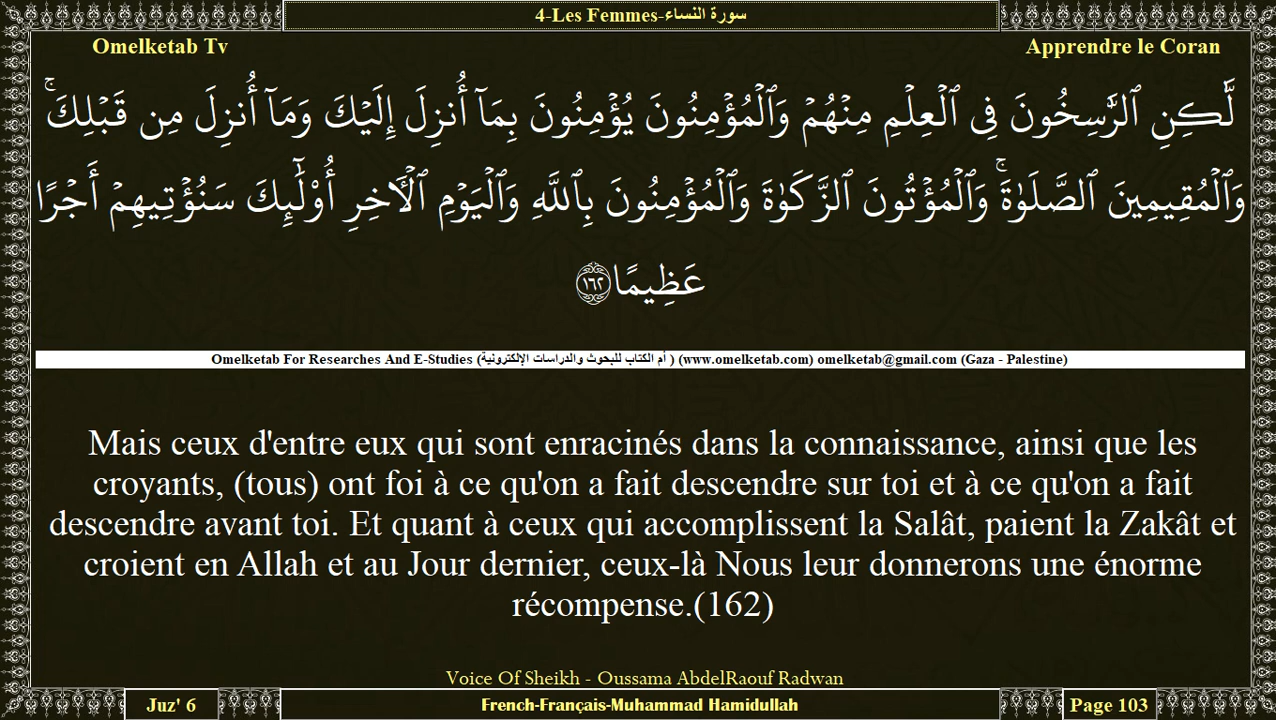 4-Les Femmes-سورة النساء
Omelketab Tv
Apprendre le Coran
لَّٰكِنِ ٱلرَّٰسِخُونَ فِى ٱلْعِلْمِ مِنْهُمْ وَٱلْمُؤْمِنُونَ يُؤْمِنُونَ بِمَآ أُنزِلَ إِلَيْكَ وَمَآ أُنزِلَ مِن قَبْلِكَ ۚ
وَٱلْمُقِيمِينَ ٱلصَّلَوٰةَ ۚ وَٱلْمُؤْتُونَ ٱلزَّكَوٰةَ وَٱلْمُؤْمِنُونَ بِٱللَّهِ وَٱلْيَوْمِ ٱلْءَاخِرِ أُو۟لَٰٓئِكَ سَنُؤْتِيهِمْ أَجْرًا
عَظِيمًا ١٦٢
Omelketab For Researches And E-Studies (أم الكتاب للبحوث والدراسات الإلكترونية ) (www.omelketab.com) omelketab@gmail.com (Gaza - Palestine)
Mais ceux d'entre eux qui sont enracinés dans la connaissance, ainsi que les
croyants, (tous) ont foi à ce qu'on a fait descendre sur toi et à ce qu'on a fait
descendre avant toi. Et quant à ceux qui accomplissent la Salât, paient la Zakât et
croient en Allah et au Jour dernier, ceux-là Nous leur donnerons une énorme
récompense.(162)
Voice Of Sheikh - Oussama AbdelRaouf Radwan
Juz' 6
French-Français-Muhammad Hamidullah
Page 103